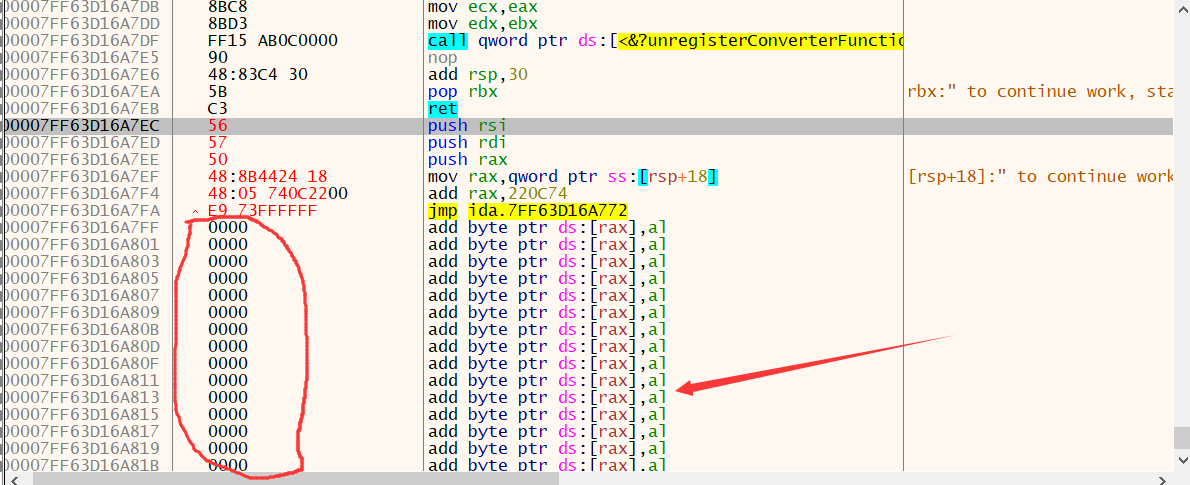 00007FF63D16A7DB 8BC8 mov ecx,eax
00007FF63D16A7DD 8BD3 mov edx,ebx
00007FF63D16A7DF FF15 AB0C0000 call qword ptr ds:[<&?unregisterConverterFunctio
00007FF63D16A7E5 90 nop
00007FF63D16A7E6 48:83C4 30 add rsp,30
00007FF63D16A7EA 5B pop rbx rbx:" to continue work, sta
00007FF63D16A7EB C3 ret
00007FF63D16A7EC 56 push rsi
00007FF63D16A7ED 57 push rdi
00007FF63D16A7EE 50 push rax
00007FF63D16A7EF 48:8B4424 18 mov rax,qword ptr ss:[rsp+18] [rsp+18]:" to continue work
00007FF63D16A7F4 48:05 740C2200 add rax,220C74
00007FF63D16A7FA E9 73FFFFFF jmp ida.7FF63D16A772
00007FF63D16A7FF 0000 add byte ptr ds:[rax],al
00007FF63D16A801 0000 add byte ptr ds:[rax],al
00007FF63D16A803 0000 add byte ptr ds:[rax],al
00007FF63D16A805 0000 add byte ptr ds:[rax],al
00007FF63D16A807 0000 add byte ptr ds:[rax],al
00007FF63D16A809 0000 add byte ptr ds:[rax],al
00007FF63D16A80B 0000 add byte ptr ds:[rax],al
00007FF63D16A80D 0000 add byte ptr ds:[rax],al
00007FF63D16A80F 0000 add byte ptr ds:[rax],al
00007FF63D16A811 0000 add byte ptr ds:[rax],al
00007FF63D16A813 0000 add byte ptr ds:[rax],al
00007FF63D16A815 0000 add byte ptr ds:[rax],al
00007FF63D16A817 0000 add byte ptr ds:[rax],al
00007FF63D16A819 0000 add byte ptr ds:[rax],al
00007FF63D16A81B 0000 add byte ptr ds:[rax],al